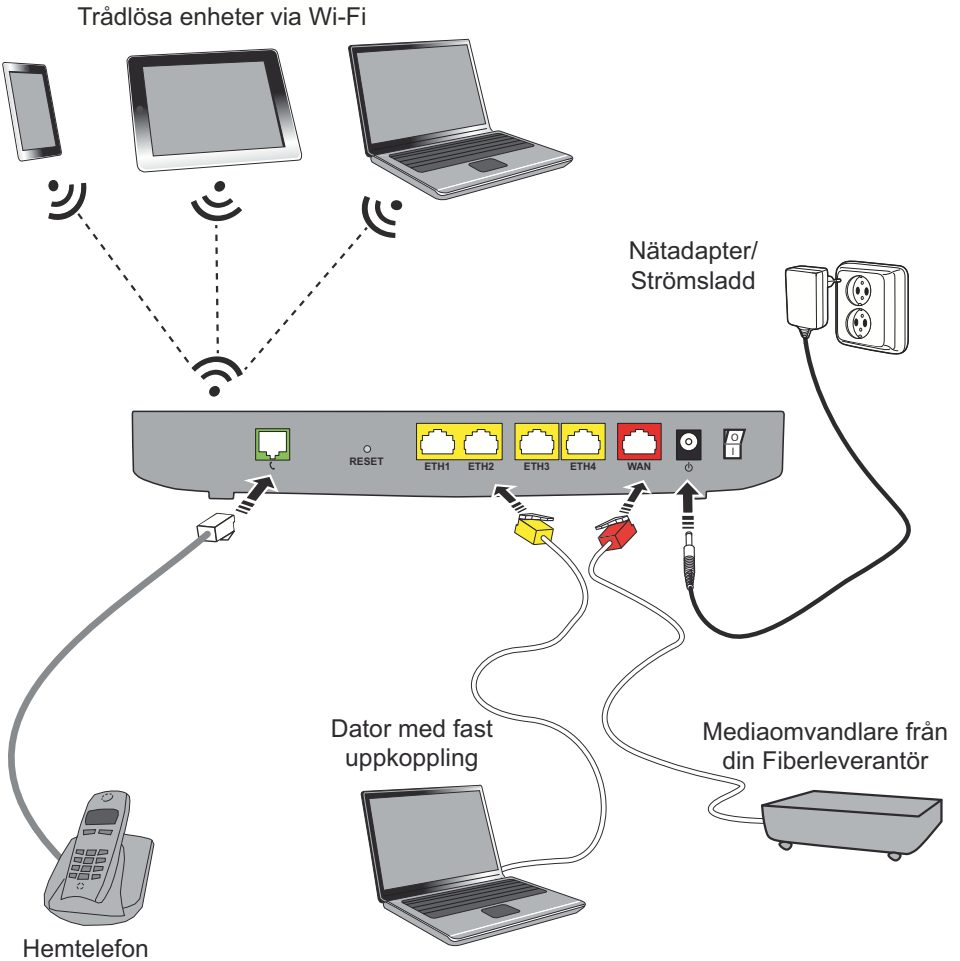 Trådlösa enheter via Wi-Fi
Nätadapter/
Strömsladd
RESET
ETH1
ETH2
ETH3
ETH4
WAN
O
I
Dator med fast
uppkoppling
Mediaomvandlare från
din Fiberleverantör
Hemtelefon